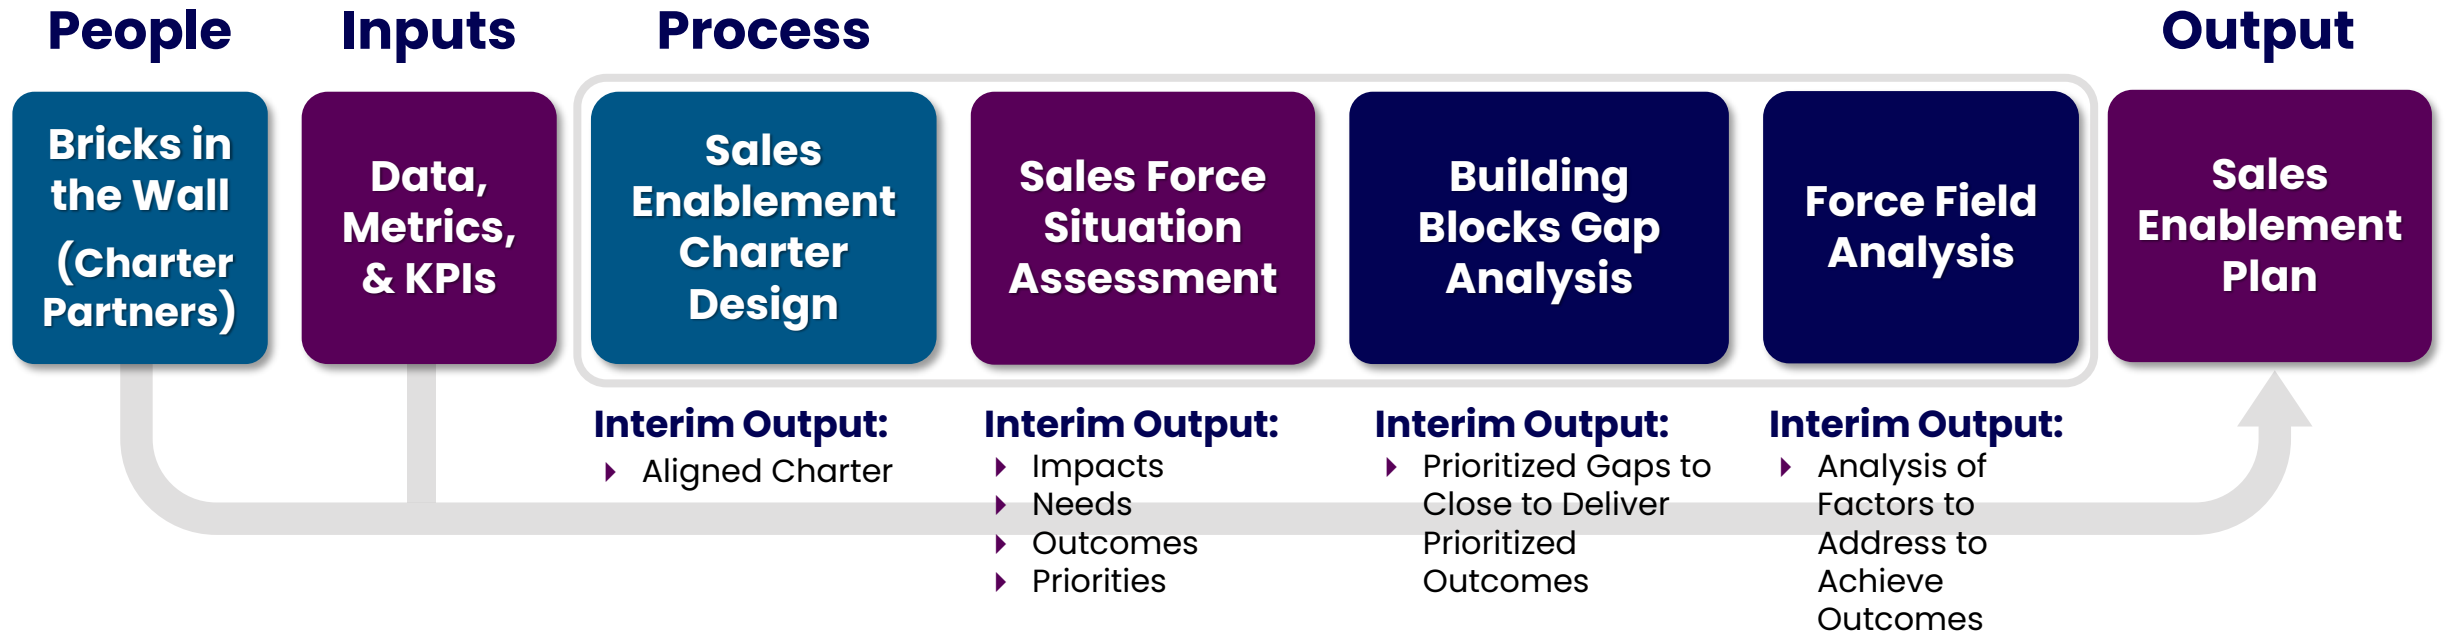 People
Inputs
Process
Output
Bricks in
the Wall
(Charter
Partners)
Data,
Metrics,
& KPIs
Sales
Enablement
Charter
Design
Sales Force
Situation
Assessment
Building
Blocks Gap
Analysis
Force Field
Analysis
Sales
Enablement
Plan
Interim Output:
Aligned Charter
Interim Output:
Impacts
Needs
Outcomes
Priorities
Interim Output:
Prioritized Gaps to
Close to Deliver
Prioritized
Outcomes
Interim Output:
Analysis of
Factors to
Address to
Achieve
Outcomes